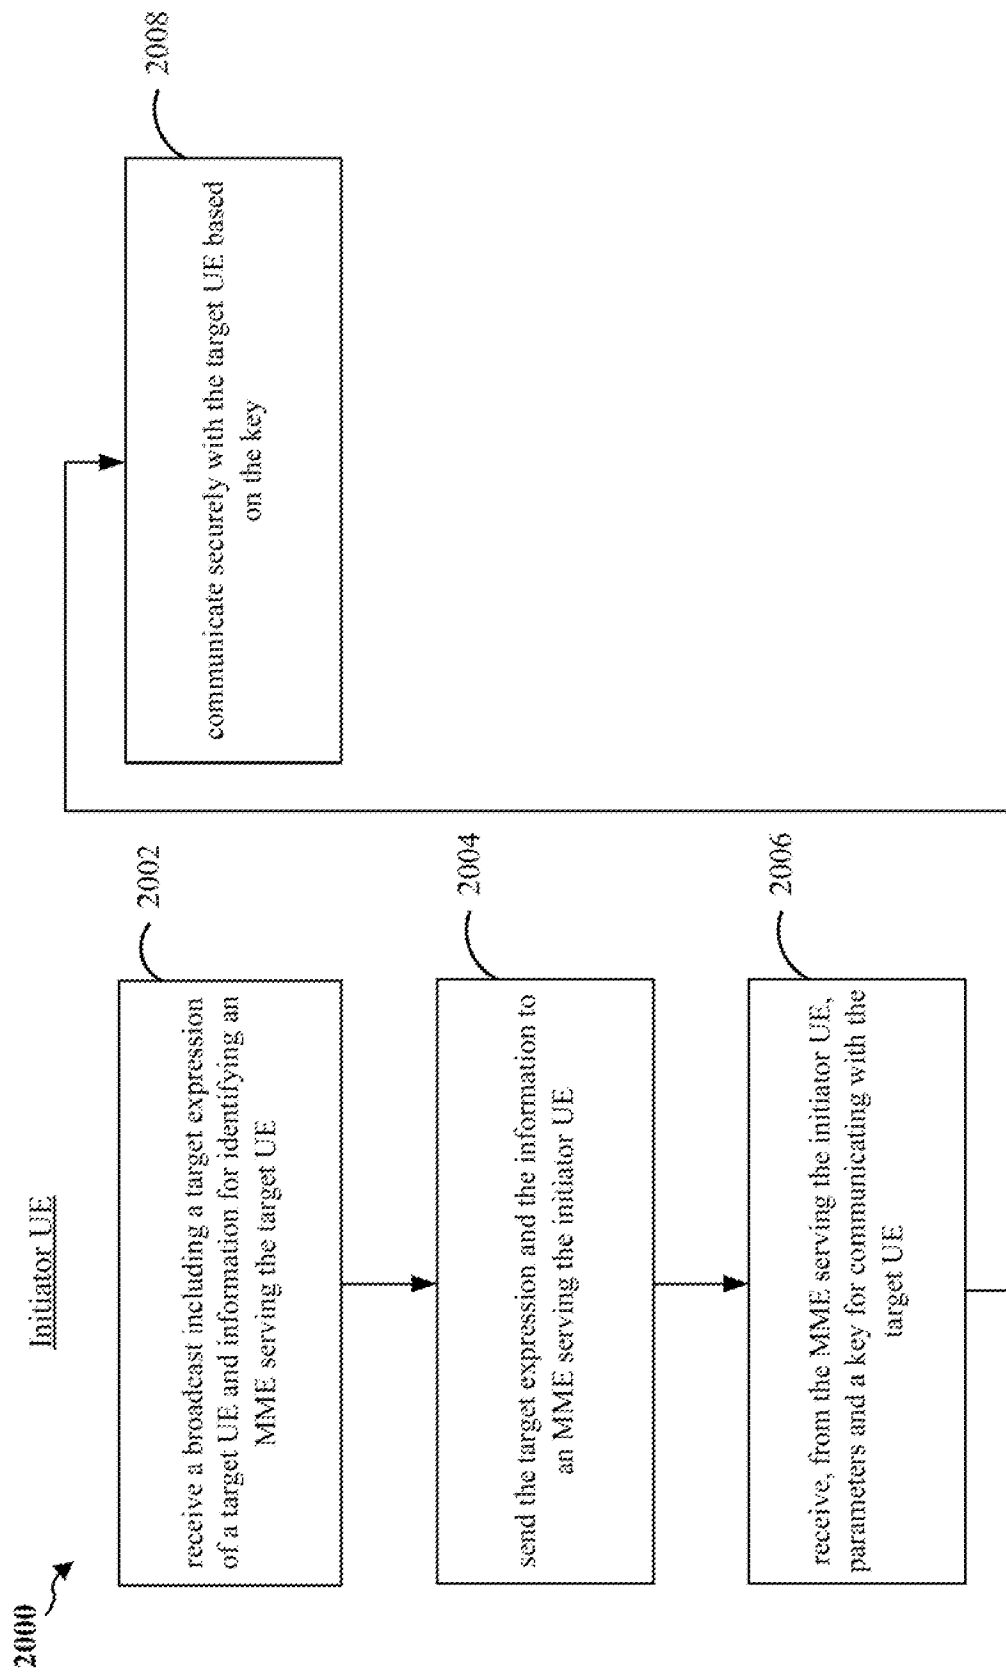 2000
Initiator UE
2002
receive a broadcast including a target expression
of a target UE and information for identifying an
MME serving the target UE
2004
send the target expression and the information to
an MME serving the initiator UE
2006
receive, from the MME serving the initiator UE,
parameters and a key for communicating with the
target UE
2008
communicate securely with the target UE based
on the key